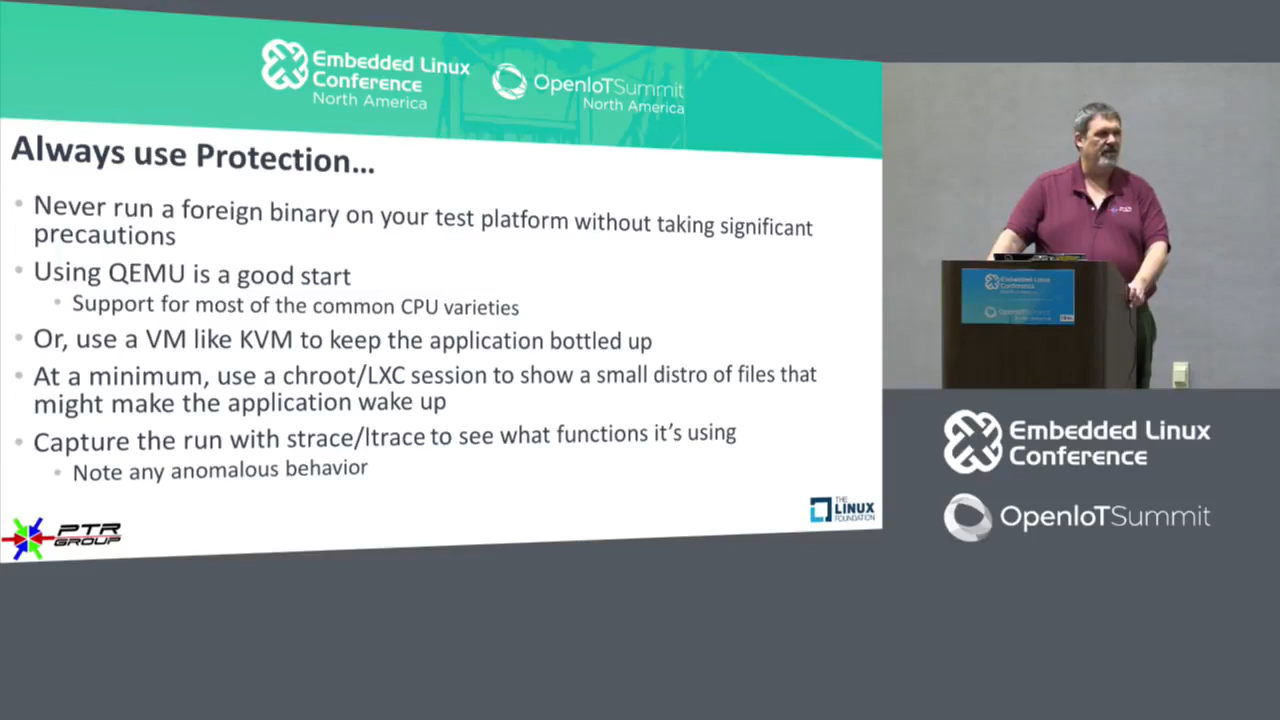 Embedded Linux
Conference
North America
OpenIoTSummit
North America
Always use Protection...
• Never run a foreign binary on your test platform without taking significant
precautions
• Using QEMU is a good start
• Support for most of the common CPU varieties
• Or, use a VM like KVM to keep the application bottled up
• At a minimum, use a chroot/LXC session to show a small distro of files that
might make the application wake up
• Capture the run with strace/ltrace to see what functions it's using
• Note any anomalous behavior
PTR
GROUP
THE
LINUX
FOUNDATION
Embedded Linux
Conference
OpenIoTSummit
Embedded Linux
Conference
OpenIoTSummit